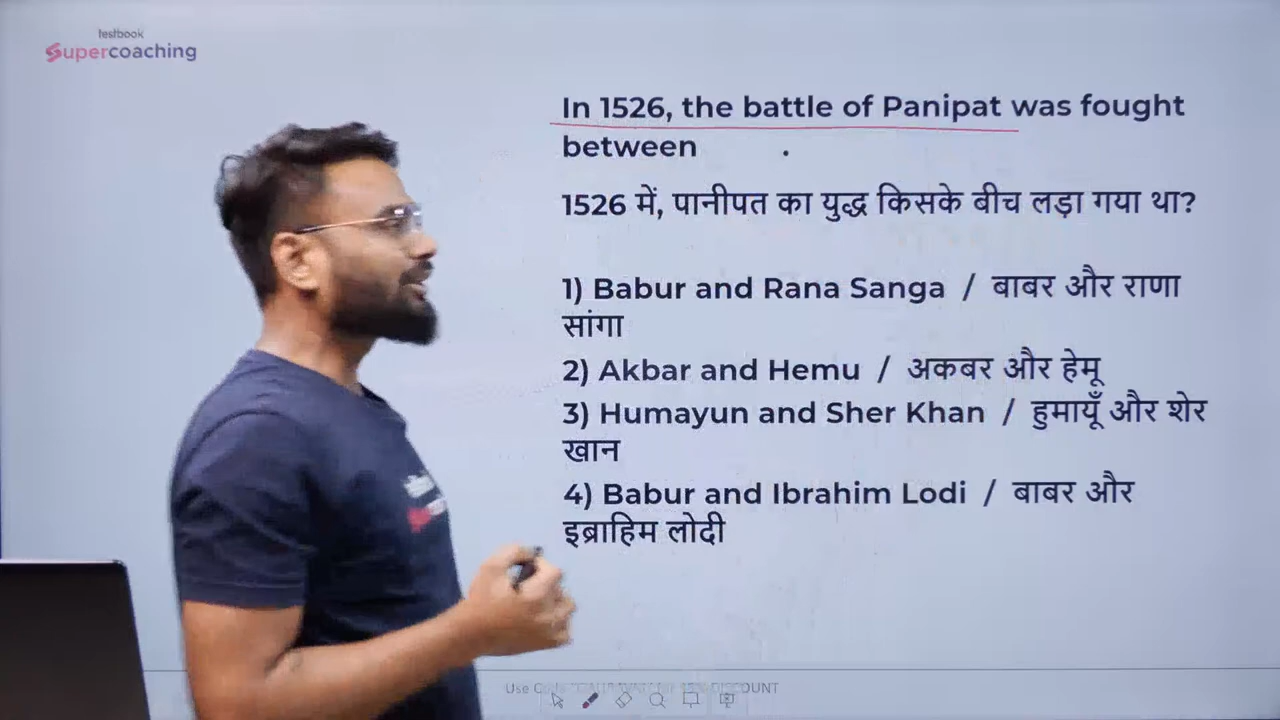 testbook
Supercoaching
In 1526, the battle of Panipat was fought
between .
1526 में, पानीपत का युद्ध किसके बीच लड़ा गया था?
1) Babur and Rana Sanga / बाबर और राणा
सांगा
2) Akbar and Hemu / अकबर और हेमू
3) Humayun and Sher Khan / हुमायूँ और शेर
खान
4) Babur and Ibrahim Lodi / बाबर और
इब्राहिम लोदी
Use